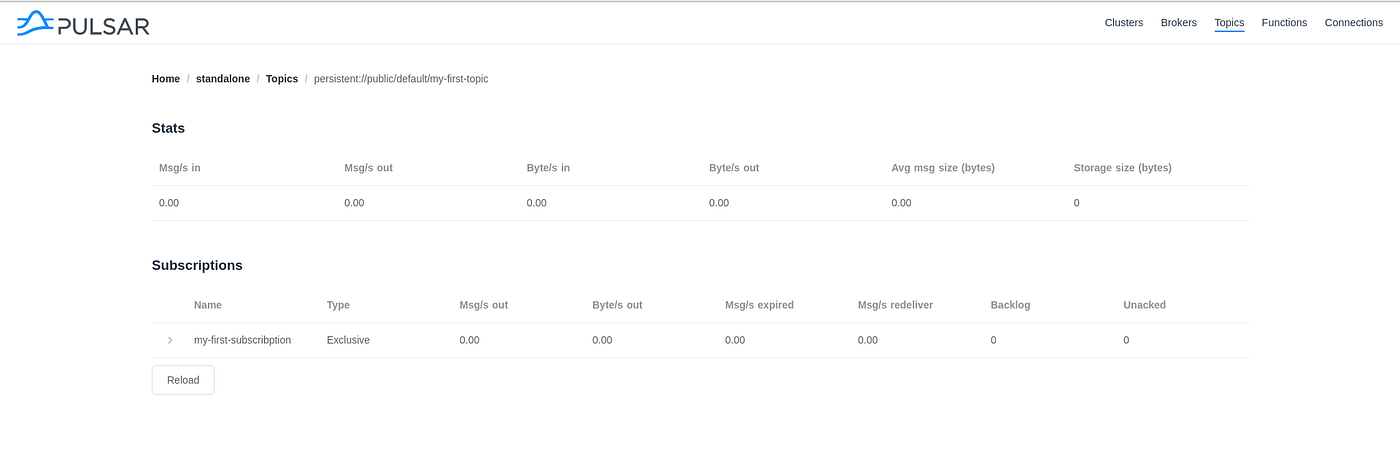 PULSAR
Clusters Brokers Topics Functions Connections
Home / standalone / Topics / persistent://public/default/my-first-topic
Stats
Msg/s in Msg/s out Byte/s in Byte/s out Avg msg size (bytes) Storage size (bytes)
0.00 0.00 0.00 0.00 0.00 0
Subscriptions
Name Type Msg/s out Byte/s out Msg/s expired Msg/s redeliver Backlog Unacked
my-first-subscribption Exclusive 0.00 0.00 0.00 0.00 0 0
Reload